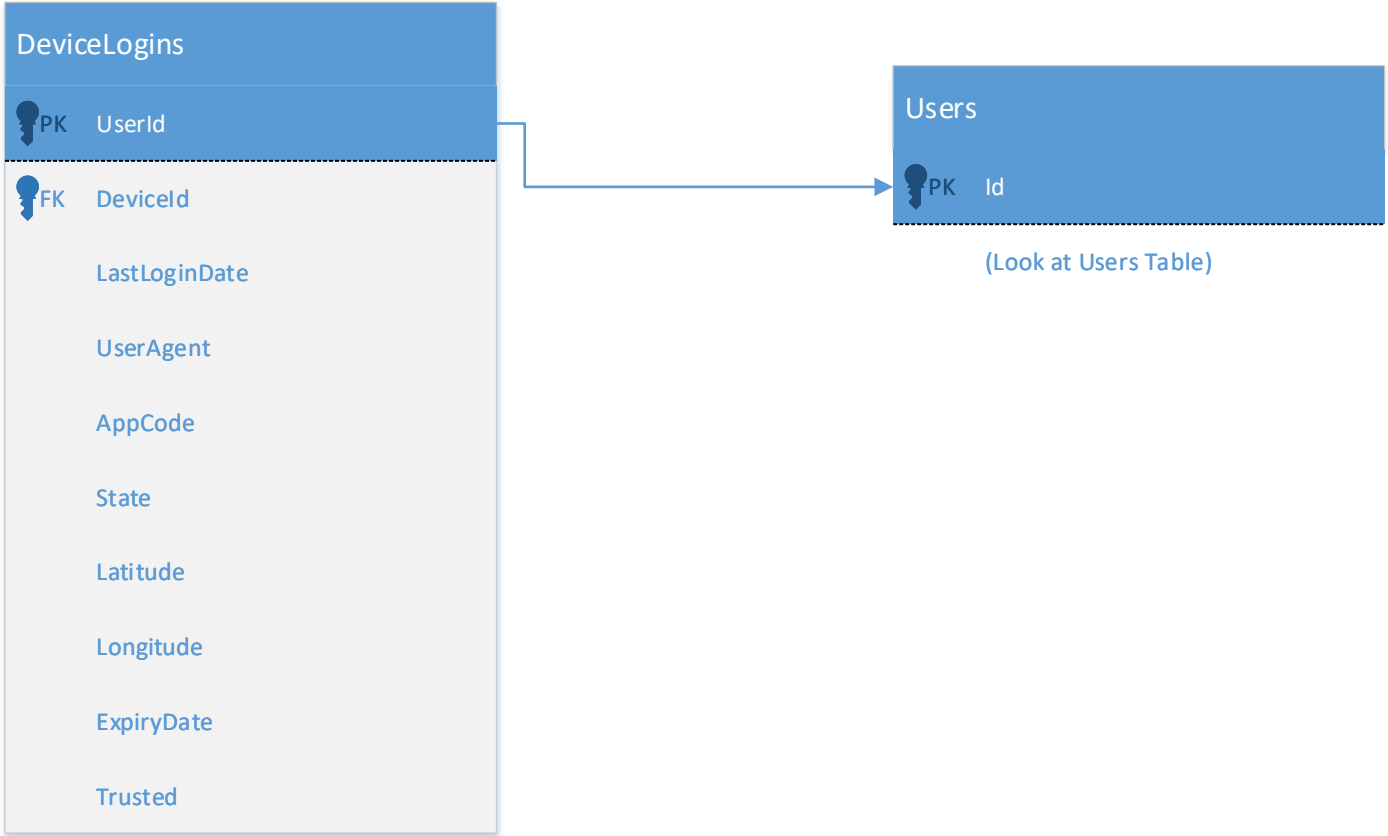 DeviceLogins
PK UserId
FK DeviceId
LastLoginDate
UserAgent
AppCode
State
Latitude
Longitude
ExpiryDate
Trusted
Users
PK Id
(Look at Users Table)